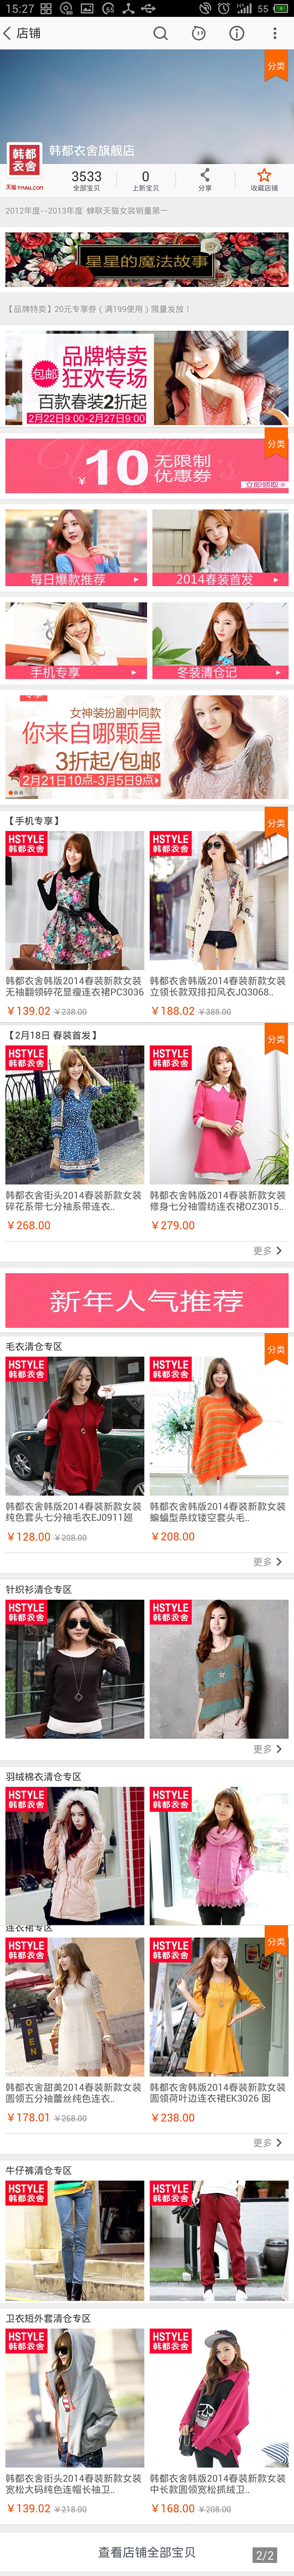 15:27
55
店铺
分类
韩都衣舍
韩都衣舍旗舰店
天猫 TMALL.COM
3533
全部宝贝
0
上新宝贝
分享
收藏店铺
2012年度--2013年度 蝉联天猫女装销量第一
星星的魔法故事
【品牌特卖】20元专享券（满199使用）限量发放！
包邮
品牌特卖
狂欢专场
百款春装2折起
2月22日9:00-2月27日9:00
分类
¥10 无限制
优惠券
立即领取
每日爆款推荐
2014春装首发
手机专享
冬装清仓记
女神装扮剧中同款
你来自哪颗星
3折起/包邮
2月21日10点-3月5日9点
【手机专享】
分类
HSTYLE
韩都衣舍
HSTYLE
韩都衣舍
韩都衣舍韩版2014春装新款女装
无袖翻领碎花显瘦连衣裙PC3036
￥139.02 ￥238.00
韩都衣舍韩版2014春装新款女装
立领长款双排扣风衣JQ3068..
￥188.02 ￥388.00
【2月18日 春装首发】
分类
HSTYLE
韩都衣舍
HSTYLE
韩都衣舍
韩都衣舍街头2014春装新款女装
碎花系带七分袖系带连衣..
￥268.00
韩都衣舍韩版2014春装新款女装
修身七分袖雪纺连衣裙OZ3015..
￥279.00
更多
新年人气推荐
毛衣清仓专区
分类
HSTYLE
韩都衣舍
HSTYLE
韩都衣舍
韩都衣舍韩版2014春装新款女装
纯色套头七分袖毛衣EJ0911廻
￥128.00 ￥208.00
韩都衣舍韩版2014春装新款女装
蝙蝠型条纹镂空套头毛..
￥208.00
更多
针织衫清仓专区
HSTYLE
韩都衣舍
HSTYLE
韩都衣舍
更多
羽绒棉衣清仓专区
HSTYLE
韩都衣舍
HSTYLE
韩都衣舍
连衣裙专区
分类
HSTYLE
韩都衣舍
HSTYLE
韩都衣舍
OPEN
韩都衣舍甜美2014春装新款女装
圆领五分袖蕾丝纯色连衣..
￥178.01 ￥268.00
韩都衣舍韩版2014春装新款女装
圆领荷叶边连衣裙EK3026 囡
￥238.00
更多
牛仔裤清仓专区
HSTYLE
韩都衣舍
HSTYLE
韩都衣舍
卫衣短外套清仓专区
HSTYLE
韩都衣舍
HSTYLE
韩都衣舍
韩都衣舍街头2014春装新款女装
宽松大码纯色连帽长袖卫..
￥139.02 ￥218.00
韩都衣舍韩版2014春装新款女装
中长款圆领宽松抓绒卫..
￥168.00 ￥208.00
查看店铺全部宝贝
2/2